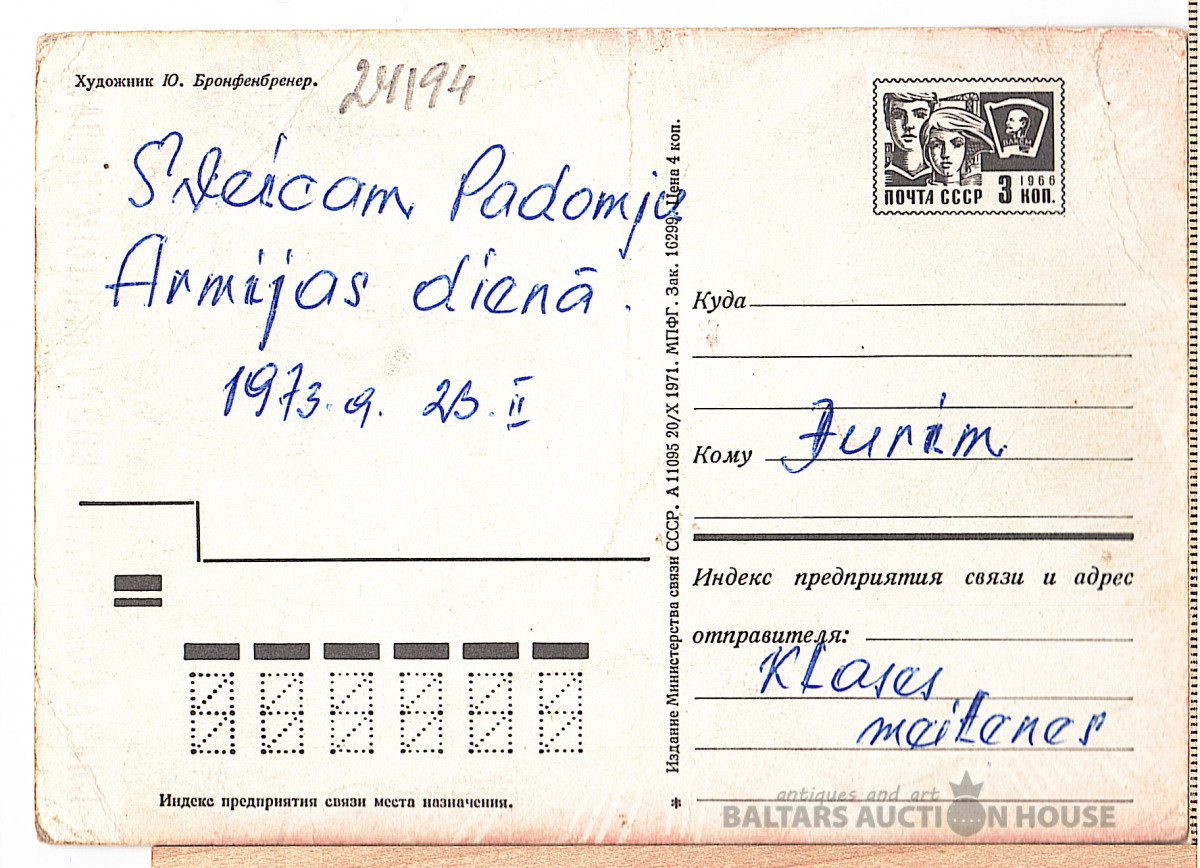 Художник Ю. Бронфенбренер.
24194
Sveicam Padomju
Armijas dienā.
1973. g. 23. II
Индекс предприятия связи места назначения.
Издание Министерства связи СССР. А 11095 20/X 1971. МПФГ. Зак. 16299. Цена 4 коп.
ПОЧТА СССР 3 КОП.
1966
Куда
Кому Jurim
Индекс предприятия связи и адрес
отправителя:
Klases
meitenes
*
antiques and art
BALTARS AUCTION HOUSE